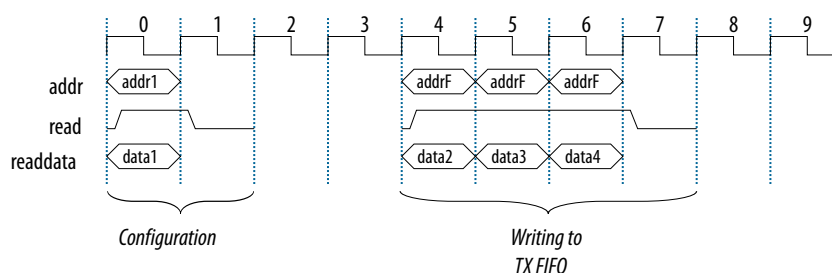 0 1 2 3 4 5 6 7 8 9
addr addr1 addrF addrF addrF
read
readdata data1 data2 data3 data4
Configuration Writing to
TX FIFO